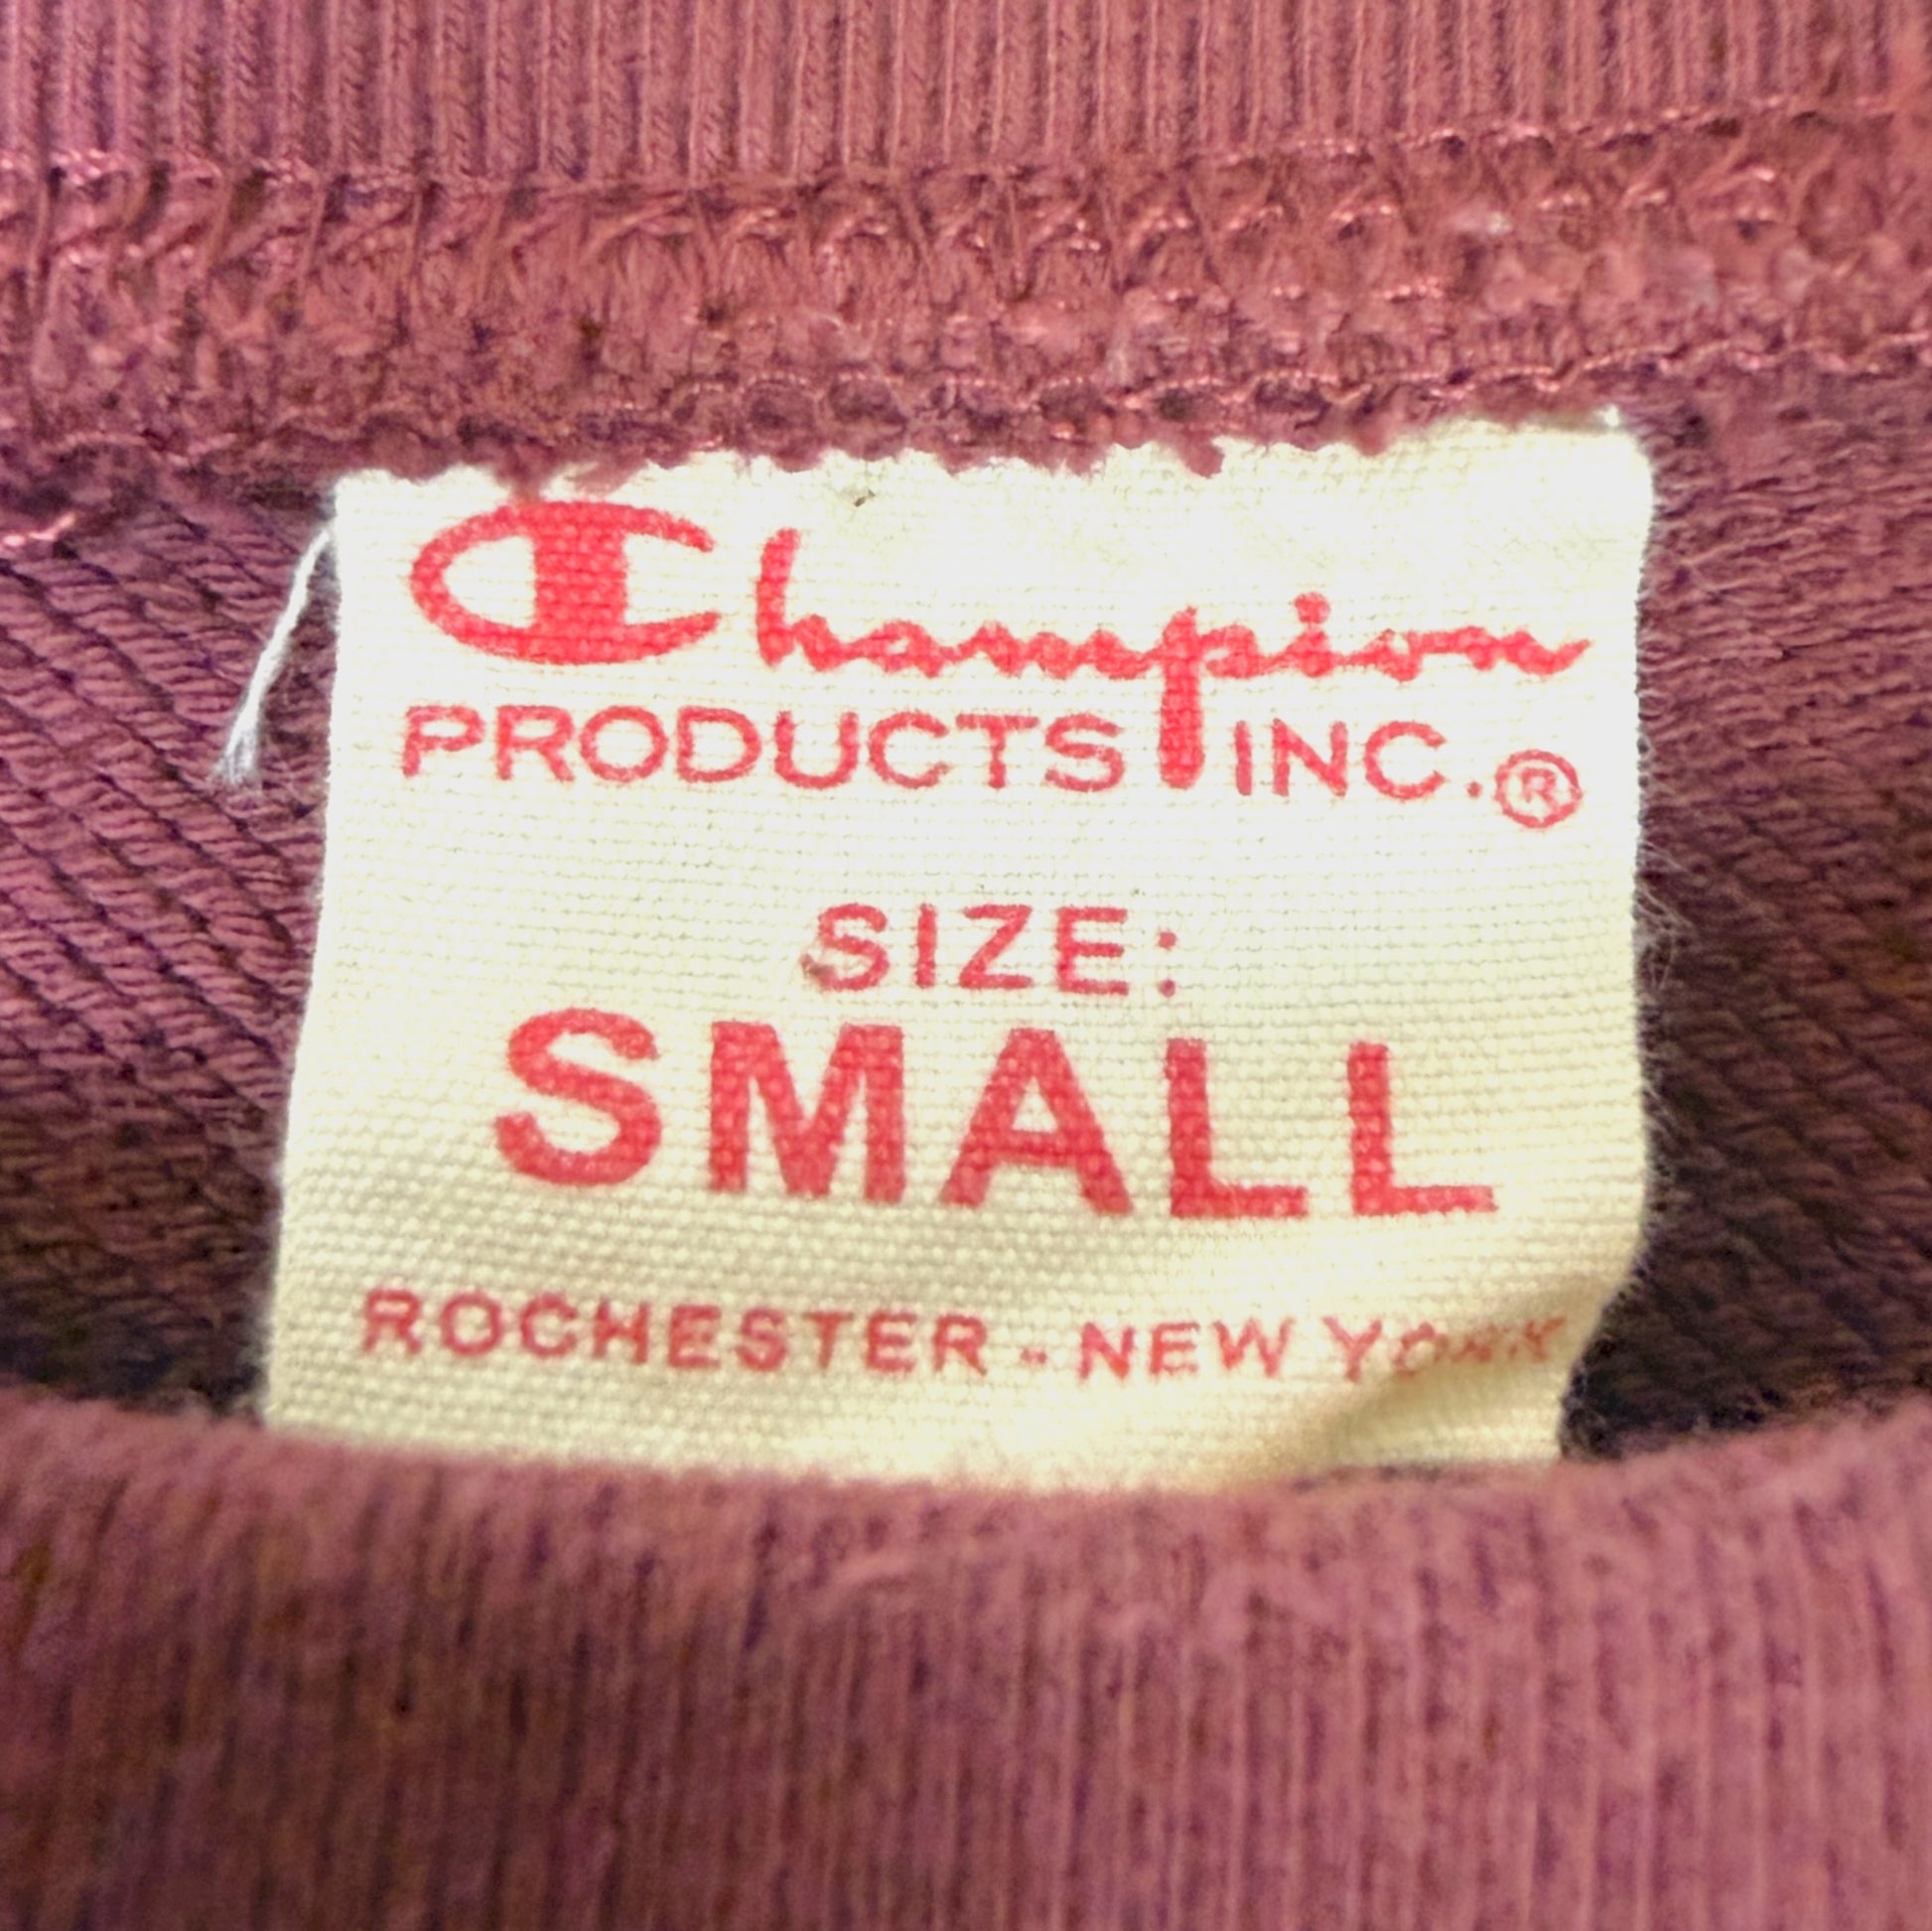 Champion
PRODUCTS INC.®
SIZE:
SMALL
ROCHESTER - NEW YORK